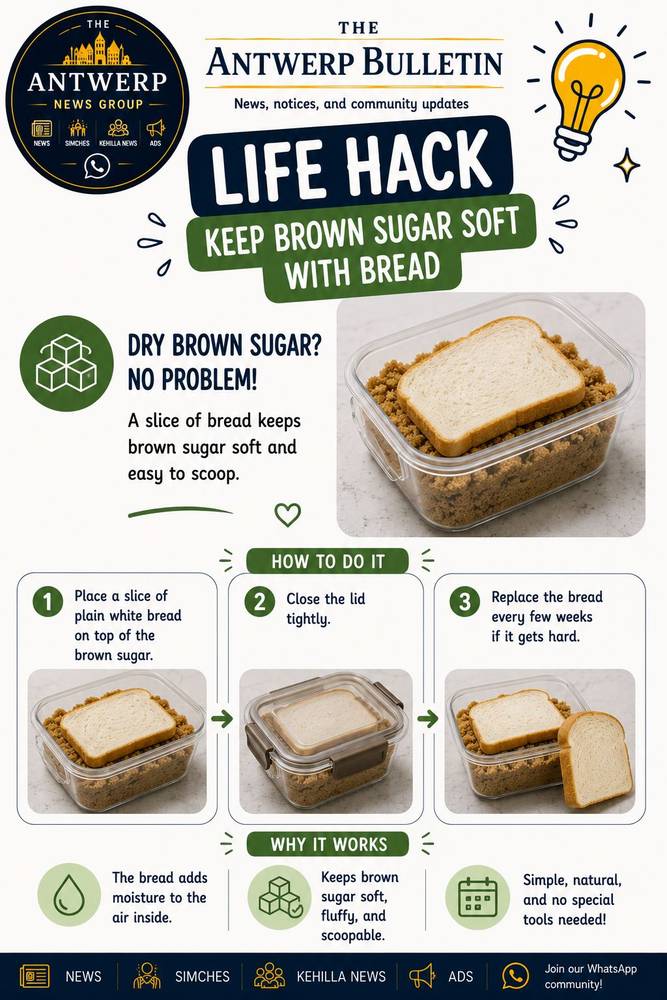 THE
ANTWERP
NEWS GROUP
NEWS
SIMCHES
KEHILLA NEWS
ADS
THE
ANTWERP BULLETIN
News, notices, and community updates
LIFE HACK
KEEP BROWN SUGAR SOFT
WITH BREAD
DRY BROWN SUGAR?
NO PROBLEM!
A slice of bread keeps
brown sugar soft and
easy to scoop.
HOW TO DO IT
1
Place a slice of
plain white bread
on top of the
brown sugar.
2
Close the lid
tightly.
3
Replace the bread
every few weeks
if it gets hard.
WHY IT WORKS
The bread adds
moisture to the
air inside.
Keeps brown
sugar soft,
fluffy, and
scoopable.
Simple, natural,
and no special
tools needed!
NEWS
SIMCHES
KEHILLA NEWS
ADS
Join our WhatsApp
community!